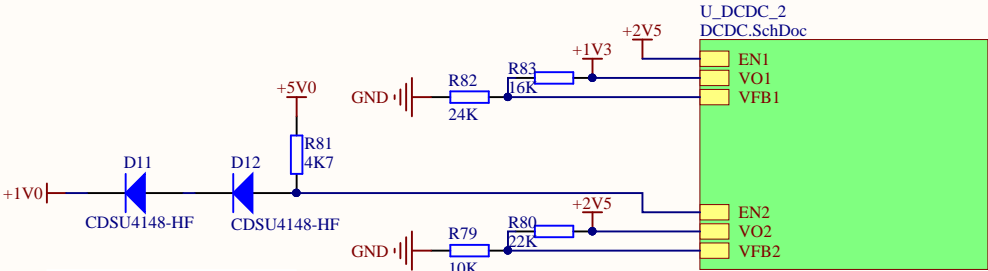 U_DCDC_2
DCDC.SchDoc
+2V5
EN1
+1V3
VO1
R83
16K
R82
GND
24K
VFB1
+5V0
R81
4K7
D11
D12
+1V0
CDSU4148-HF
CDSU4148-HF
EN2
+2V5
VO2
R80
22K
R79
GND
10K
VFB2